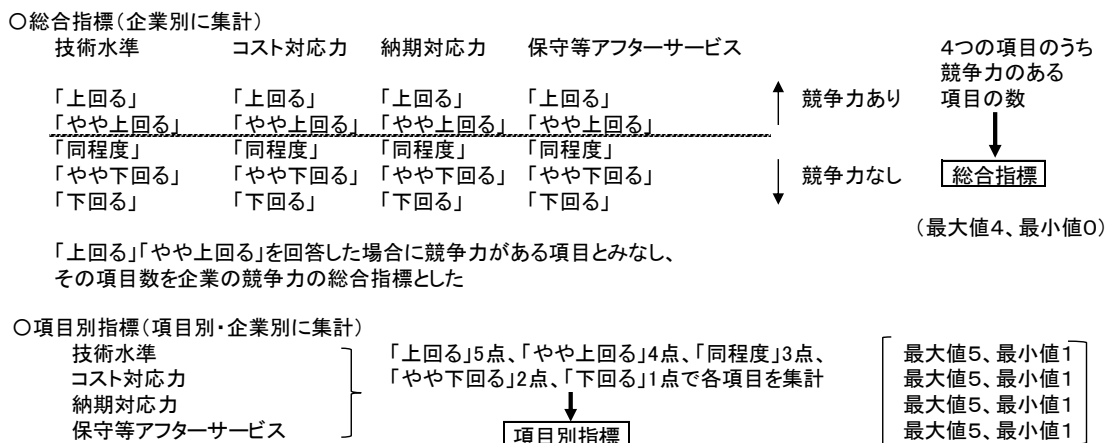 〇総合指標(企業別に集計)
技術水準 コスト対応力 納期対応力 保守等アフターサービス 4つの項目のうち
競争力のある
「上回る」 「上回る」 「上回る」 「上回る」 競争力あり 項目の数
「やや上回る」 「やや上回る」 「やや上回る」 「やや上回る」
「同程度」 「同程度」 「同程度」 「同程度」
「やや下回る」 「やや下回る」 「やや下回る」 「やや下回る」 競争力なし 総合指標
「下回る」 「下回る」 「下回る」 「下回る」
(最大値4、最小値0)
「上回る」「やや上回る」を回答した場合に競争力がある項目とみなし、
その項目数を企業の競争力の総合指標とした
〇項目別指標(項目別・企業別に集計)
技術水準 「上回る」5点、「やや上回る」4点、「同程度」3点、 最大値5、最小値1
コスト対応力 「やや下回る」2点、「下回る」1点で各項目を集計 最大値5、最小値1
納期対応力 最大値5、最小値1
保守等アフターサービス 項目別指標 最大値5、最小値1